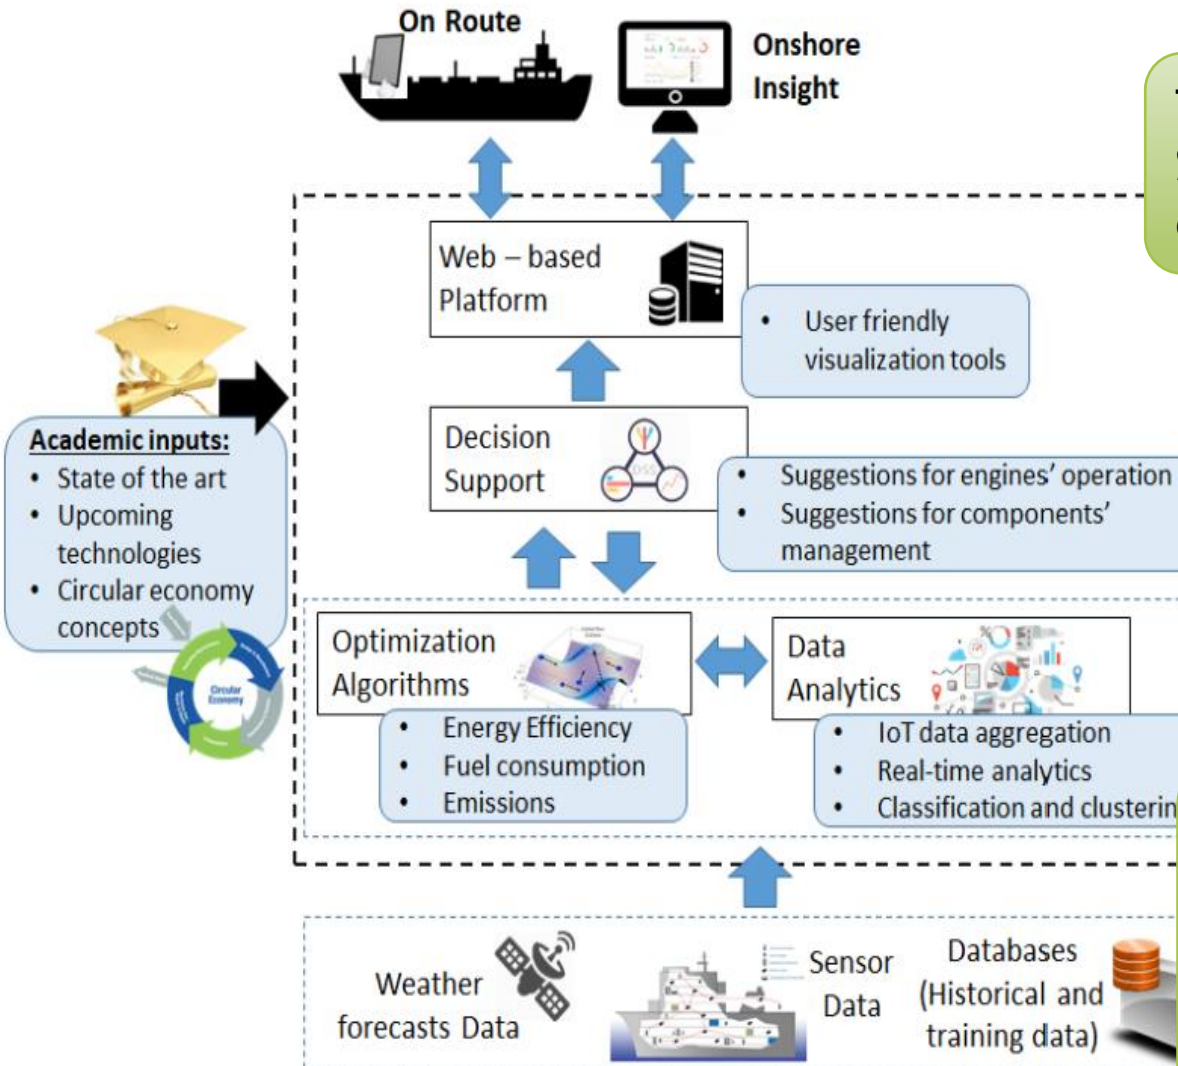 On Route
Onshore
Insight
Web – based
Platform
• User friendly
visualization tools
Decision
Support
DSS
• Suggestions for engines' operation
• Suggestions for components'
management
Academic inputs:
• State of the art
• Upcoming
technologies
• Circular economy
concepts
Circular
Economy
Optimization
Algorithms
• Energy Efficiency
• Fuel consumption
• Emissions
Data
Analytics
• IoT data aggregation
• Real-time analytics
• Classification and clusterin
Weather
forecasts Data
Sensor
Data
Databases
(Historical and
training data)